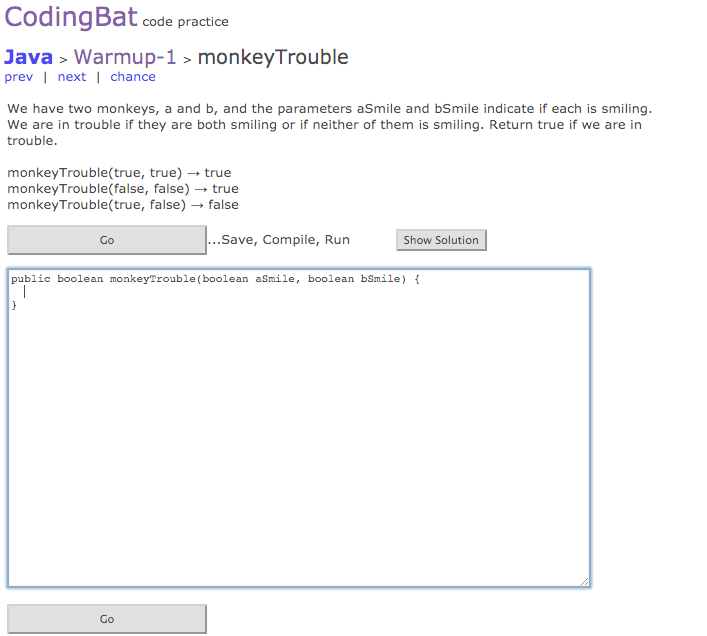 CodingBat code practice
Java > Warmup-1 > monkeyTrouble
prev | next | chance
We have two monkeys, a and b, and the parameters aSmile and bSmile indicate if each is smiling.
We are in trouble if they are both smiling or if neither of them is smiling. Return true if we are in
trouble.
monkeyTrouble(true, true) → true
monkeyTrouble(false, false) → true
monkeyTrouble(true, false) → false
Go ...Save, Compile, Run Show Solution
public boolean monkeyTrouble(boolean aSmile, boolean bSmile) {
}
Go